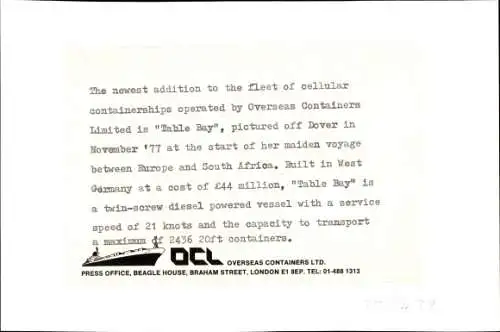 The newest addition to the fleet of cellular
containerships operated by Overseas Containers
Limited is "Table Bay", pictured off Dover in
November '77 at the start of her maiden voyage
between Europe and South Africa. Built in West
Germany at a cost of £44 million, "Table Bay" is
a twin-screw diesel powered vessel with a service
speed of 21 knots and the capacity to transport
a maximum of 2436 20ft containers.
OCL OVERSEAS CONTAINERS LTD.
PRESS OFFICE, BEAGLE HOUSE, BRAHAM STREET, LONDON E1 8EP. TEL: 01-488 1313